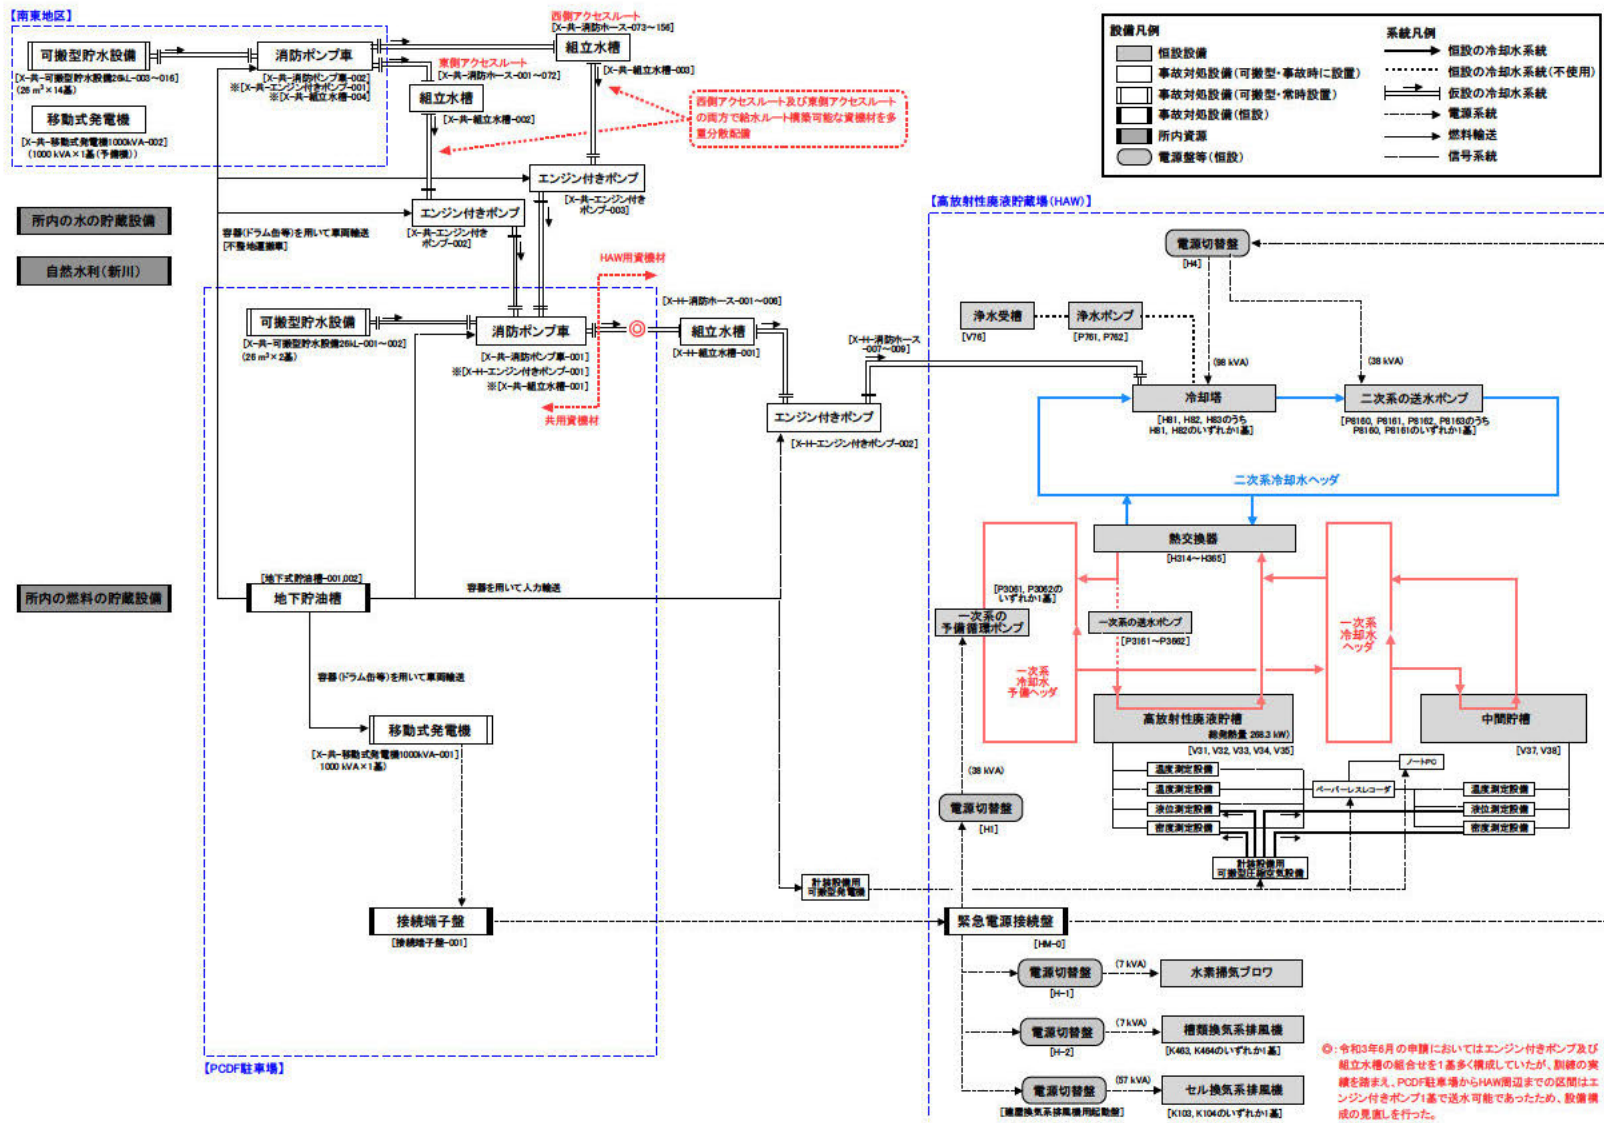 【南東地区】
可搬型貯水設備
[X-共-可搬型貯水設備26kL-003～016]
(26 m³×14基)
移動式発電機
[X-共-移動式発電機1000kVA-002]
(1000 kVA×1基(予備機))
消防ポンプ車
[X-共-消防ポンプ車-002]
※[X-共-エンジン付きポンプ-001]
※[X-共-組立水槽-004]
西側アクセスルート
[X-共-消防ホース-073～156]
組立水槽
[X-共-組立水槽-003]
東側アクセスルート
[X-共-消防ホース-001～072]
組立水槽
[X-共-組立水槽-002]
西側アクセスルート及び東側アクセスルート
の両方で給水ルート構築可能な資機材を多
重分散配備
エンジン付きポンプ
[X-共-エンジン付き
ポンプ-003]
エンジン付きポンプ
[X-共-エンジン付き
ポンプ-002]
設備凡例
恒設設備
事故対処設備(可搬型・事故時に設置)
事故対処設備(可搬型・常時設置)
事故対処設備(恒設)
所内資源
電源盤等(恒設)
系統凡例
恒設の冷却水系統
恒設の冷却水系統(不使用)
仮設の冷却水系統
電源系統
燃料輸送
信号系統
所内の水の貯蔵設備
自然水利(新川)
所内の燃料の貯蔵設備
容器(ドラム缶等)を用いて車両輸送
[不整地運搬車]
可搬型貯水設備
[X-共-可搬型貯水設備26kL-001～002]
(26 m³×2基)
消防ポンプ車
[X-共-消防ポンプ車-001]
※[X-H-エンジン付きポンプ-001]
※[X-共-組立水槽-001]
HAW用資機材
共用資機材
[X-H-消防ホース-001～006]
組立水槽
[X-H-組立水槽-001]
エンジン付きポンプ
[X-H-エンジン付きポンプ-002]
[X-H-消防ホース
-007～009]
[地下式貯油槽-001,002]
地下貯油槽
容器を用いて人力輸送
容器(ドラム缶等)を用いて車両輸送
移動式発電機
[X-共-移動式発電機1000kVA-001]
1000 kVA×1基)
接続端子盤
[接続端子盤-001]
【PCDF駐車場】
計装設備用
可搬型発電機
【高放射性廃液貯蔵場(HAW)】
電源切替盤
[H4]
浄水受槽
[V76]
浄水ポンプ
[P761, P762]
(98 kVA)
(38 kVA)
冷却塔
[H81, H82, H83のうち
H81, H82のいずれか1基]
二次系の送水ポンプ
[P8160, P8161, P8162, P8163のうち
P8160, P8161のいずれか1基]
二次系冷却水ヘッダ
熱交換器
[H314～H365]
[P3061, P3062の
いずれか1基]
一次系の
予備循環ポンプ
一次系の送水ポンプ
[P3161～P3662]
一次系
冷却水
予備ヘッダ
一次系
冷却水
ヘッダ
高放射性廃液貯槽
総発熱量 268.3 kW)
[V31, V32, V33, V34, V35]
中間貯槽
[V37, V38]
温度測定設備
温度測定設備
液位測定設備
密度測定設備
ノートPC
ペーパーレスレコーダ
温度測定設備
液位測定設備
密度測定設備
計装設備用
可搬型圧縮空気設備
(38 kVA)
電源切替盤
[H1]
緊急電源接続盤
[HM-0]
電源切替盤
[H-1]
(7 kVA)
水素掃気ブロワ
電源切替盤
[H-2]
(7 kVA)
槽類換気系排風機
[K463, K464のいずれか1基]
電源切替盤
[建屋換気系排風機用起動盤]
(57 kVA)
セル換気系排風機
[K103, K104のいずれか1基]
◎:令和3年6月の申請においてはエンジン付きポンプ及び
組立水槽の組合せを1基多く構成していたが、訓練の実
績を踏まえ、PCDF駐車場からHAW周辺までの区間はエ
ンジン付きポンプ1基で送水可能であったため、設備構
成の見直しを行った。